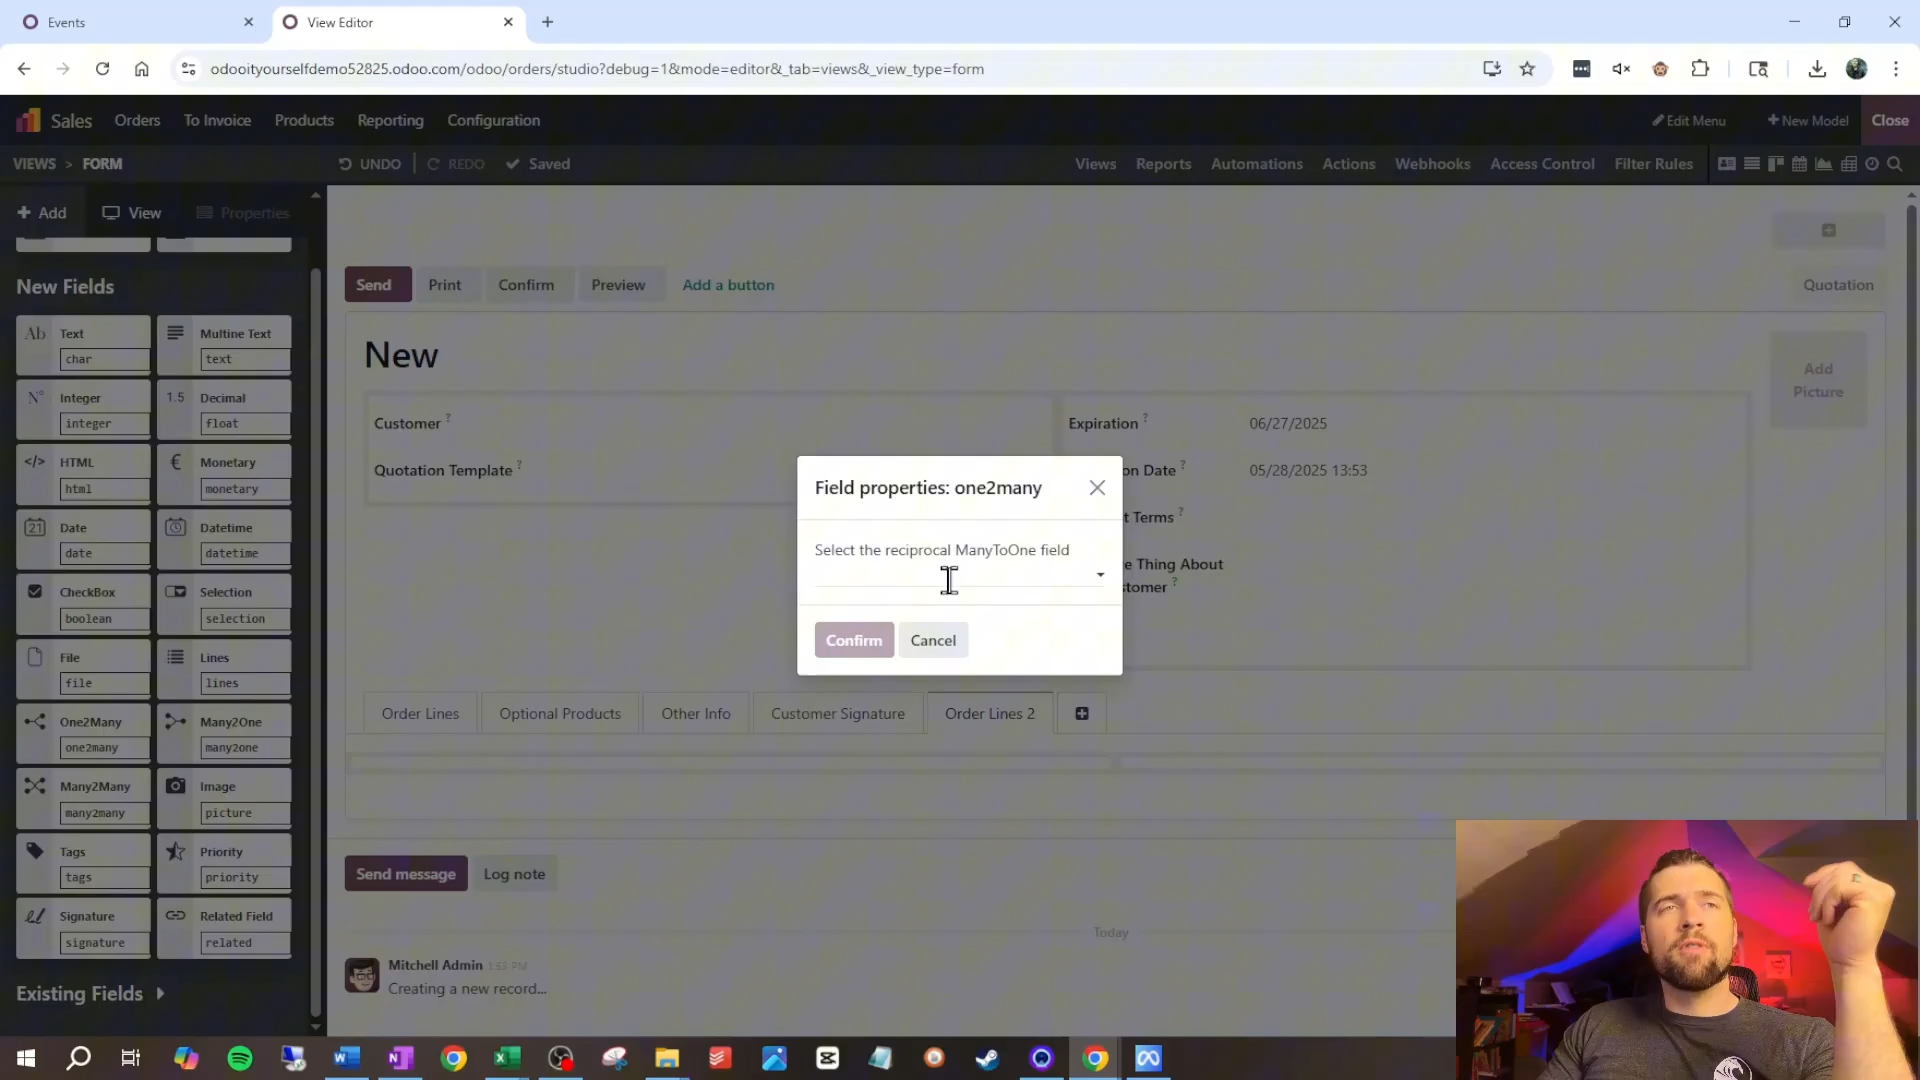 Events
View Editor
odooityourselfdemo52825.odoo.com/odoo/orders/studio?debug=1&mode=editor&_tab=views&_view_type=form
Sales Orders To Invoice Products Reporting Configuration
Edit Menu
New Model
Close
VIEWS > FORM
UNDO
REDO
Saved
Views Reports Automations Actions Webhooks Access Control Filter Rules
Add
View
Properties
New Fields
Text
char
Multine Text
text
Integer
integer
Decimal
float
HTML
html
Monetary
monetary
Date
date
Datetime
datetime
CheckBox
boolean
Selection
selection
File
file
Lines
lines
One2Many
one2many
Many2One
many2one
Many2Many
many2many
Image
picture
Tags
tags
Priority
priority
Signature
signature
Related Field
related
Existing Fields
Send
Print
Confirm
Preview
Add a button
Quotation
New
Add
Picture
Customer ?
Quotation Template ?
Expiration ? 06/27/2025
on Date ? 05/28/2025 13:53
t Terms ?
e Thing About
stomer ?
Field properties: one2many
Select the reciprocal ManyToOne field
Confirm
Cancel
Order Lines
Optional Products
Other Info
Customer Signature
Order Lines 2
Send message
Log note
Today
Mitchell Admin 1:53 PM
Creating a new record...